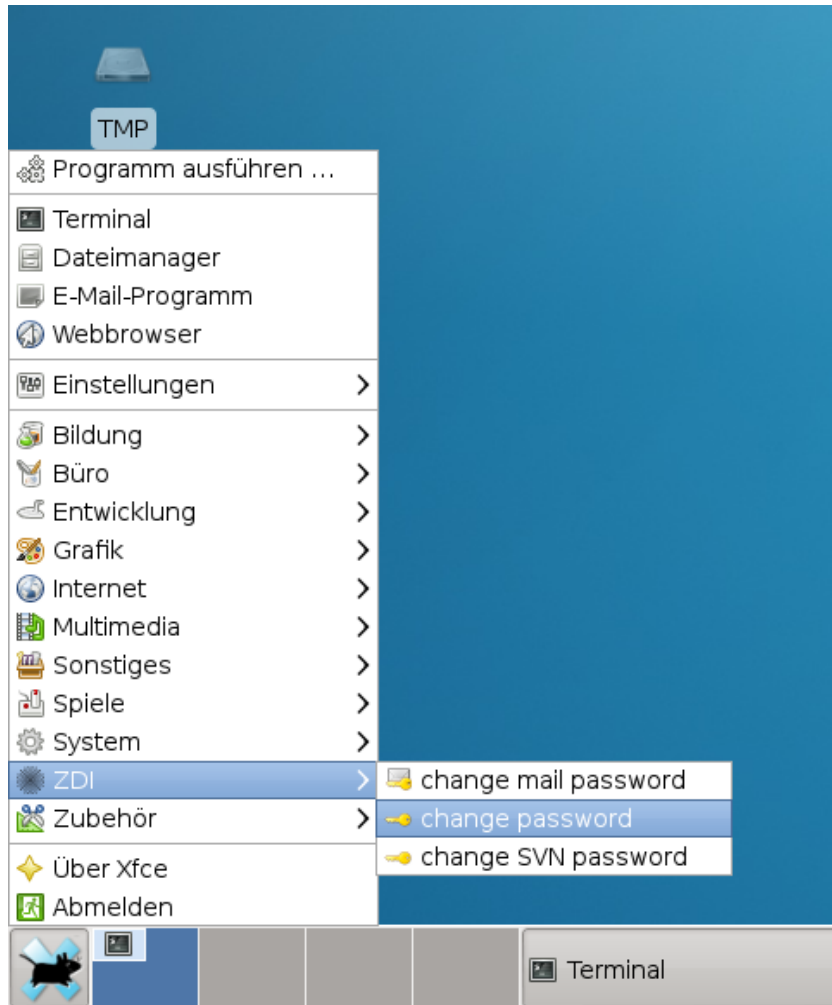 TMP
Programm ausführen ...
Terminal
Dateimanager
E-Mail-Programm
Webbrowser
Einstellungen
Bildung
Büro
Entwicklung
Grafik
Internet
Multimedia
Sonstiges
Spiele
System
ZDI
change mail password
change password
change SVN password
Zubehör
Über Xfce
Abmelden
Terminal